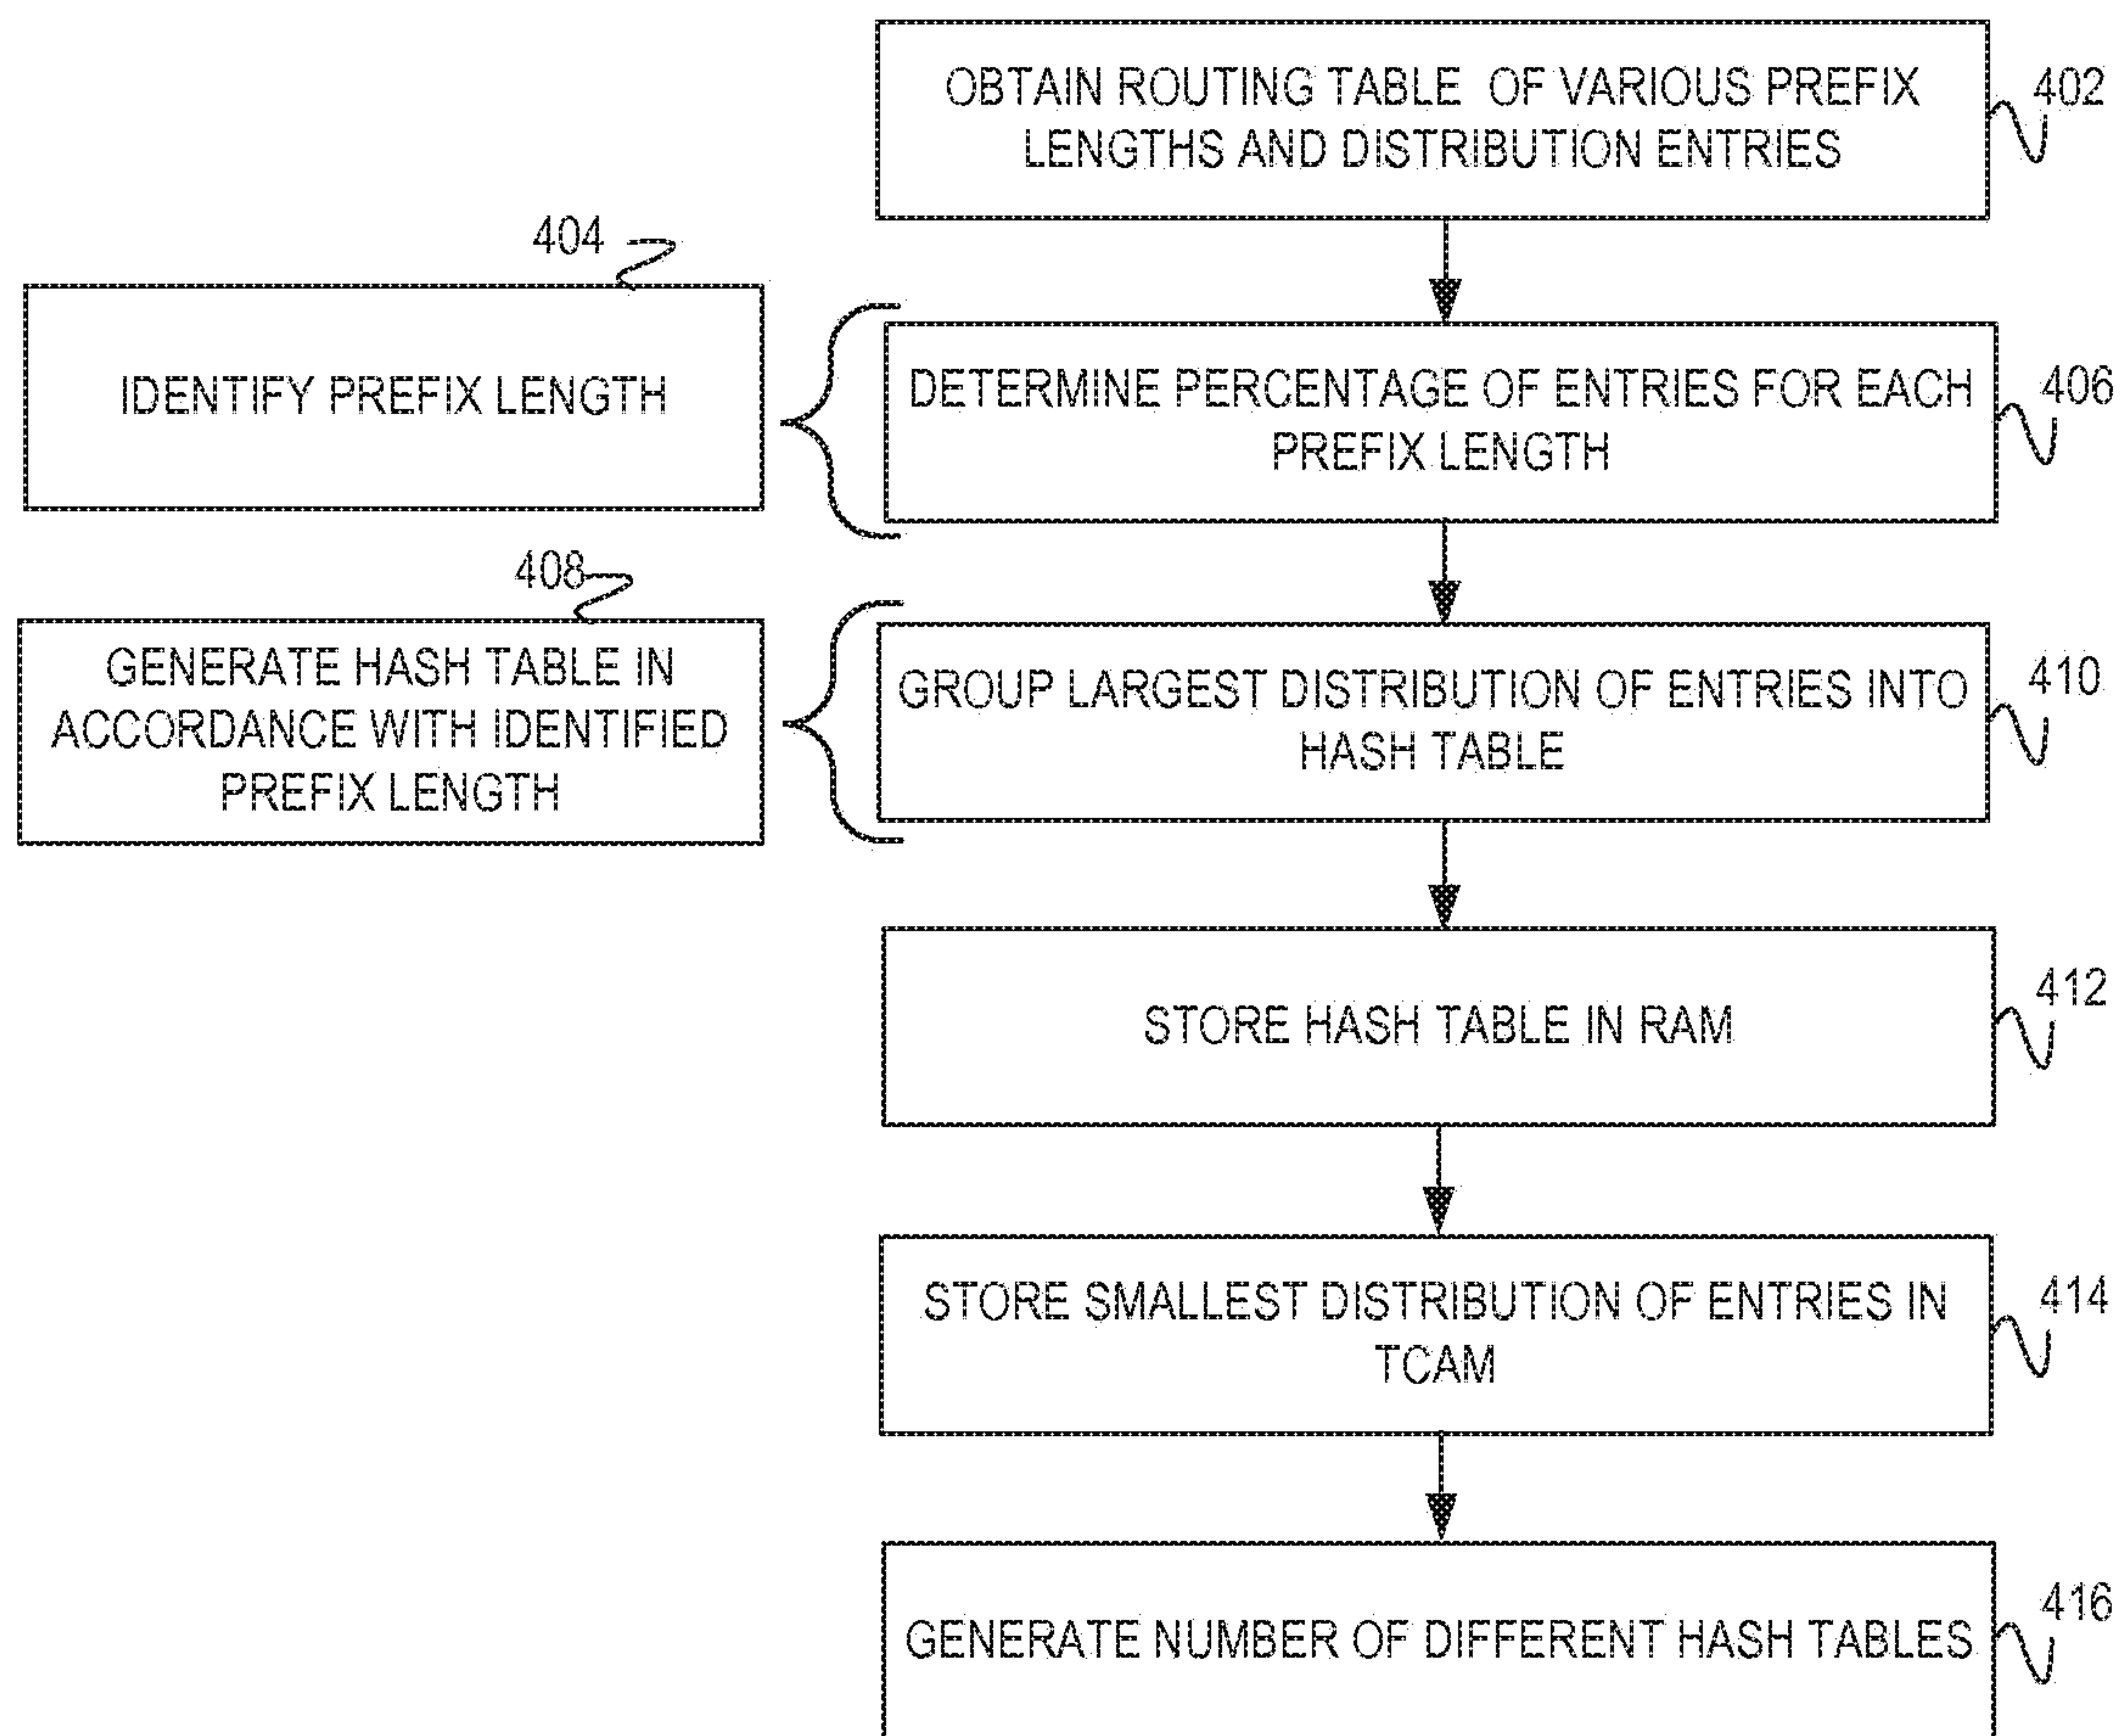 OBTAIN ROUTING TABLE OF VARIOUS PREFIX
LENGTHS AND DISTRIBUTION ENTRIES
402
404
IDENTIFY PREFIX LENGTH
DETERMINE PERCENTAGE OF ENTRIES FOR EACH
PREFIX LENGTH
406
408
GENERATE HASH TABLE IN
ACCORDANCE WITH IDENTIFIED
PREFIX LENGTH
GROUP LARGEST DISTRIBUTION OF ENTRIES INTO
HASH TABLE
410
STORE HASH TABLE IN RAM
412
STORE SMALLEST DISTRIBUTION OF ENTRIES IN
TCAM
414
GENERATE NUMBER OF DIFFERENT HASH TABLES
416